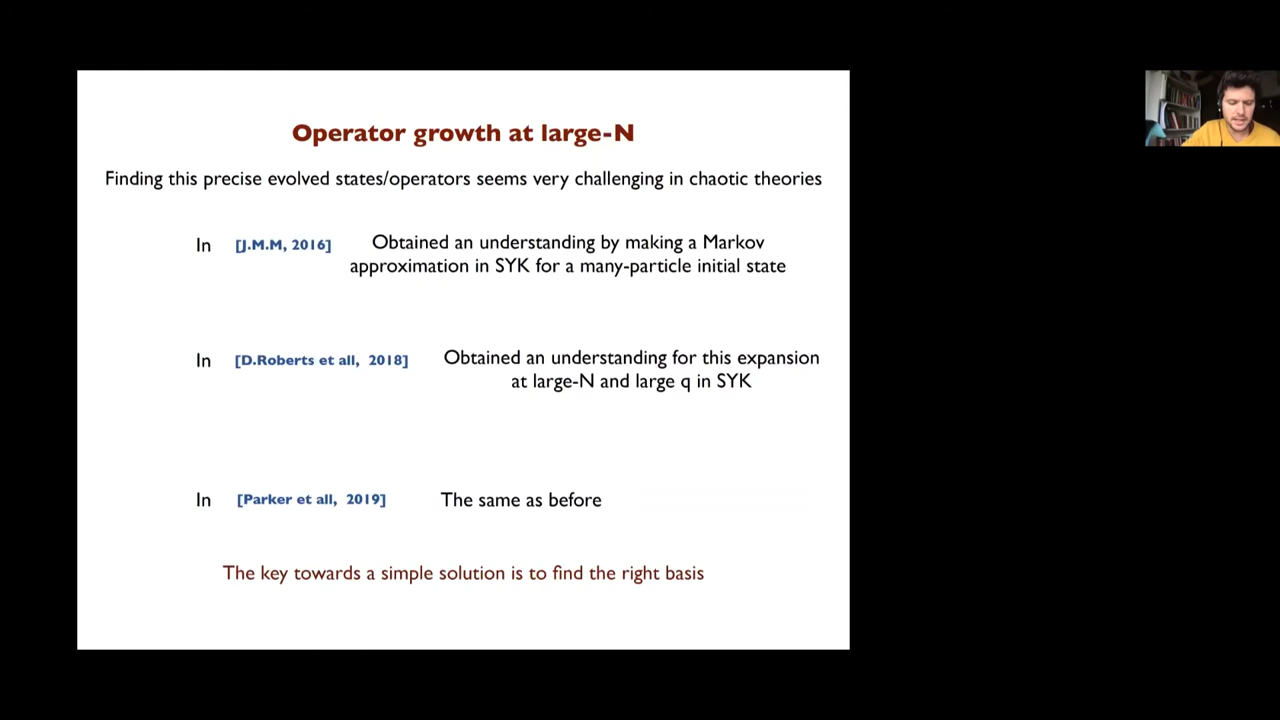 Operator growth at large-N
Finding this precise evolved states/operators seems very challenging in chaotic theories
In [J.M.M, 2016] Obtained an understanding by making a Markov
approximation in SYK for a many-particle initial state
In [D.Roberts et all, 2018] Obtained an understanding for this expansion
at large-N and large q in SYK
In [Parker et all, 2019] The same as before
The key towards a simple solution is to find the right basis